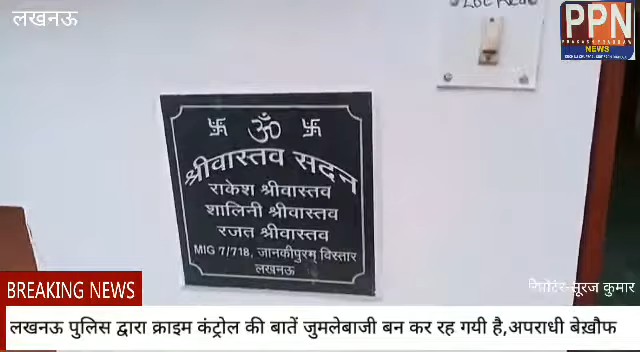 लखनऊ
PPN
NEWS
ॐ
श्रीवास्तव सदन
राकेश श्रीवास्तव
शालिनी श्रीवास्तव
रजत श्रीवास्तव
MIG 7/718, जानकीपुरम् विस्तार
लखनऊ
रिपोर्टर-सूरज कुमार
BREAKING NEWS
लखनऊ पुलिस द्वारा क्राइम कंट्रोल की बातें जुमलेबाजी बन कर रह गयी है,अपराधी बेख़ौफ